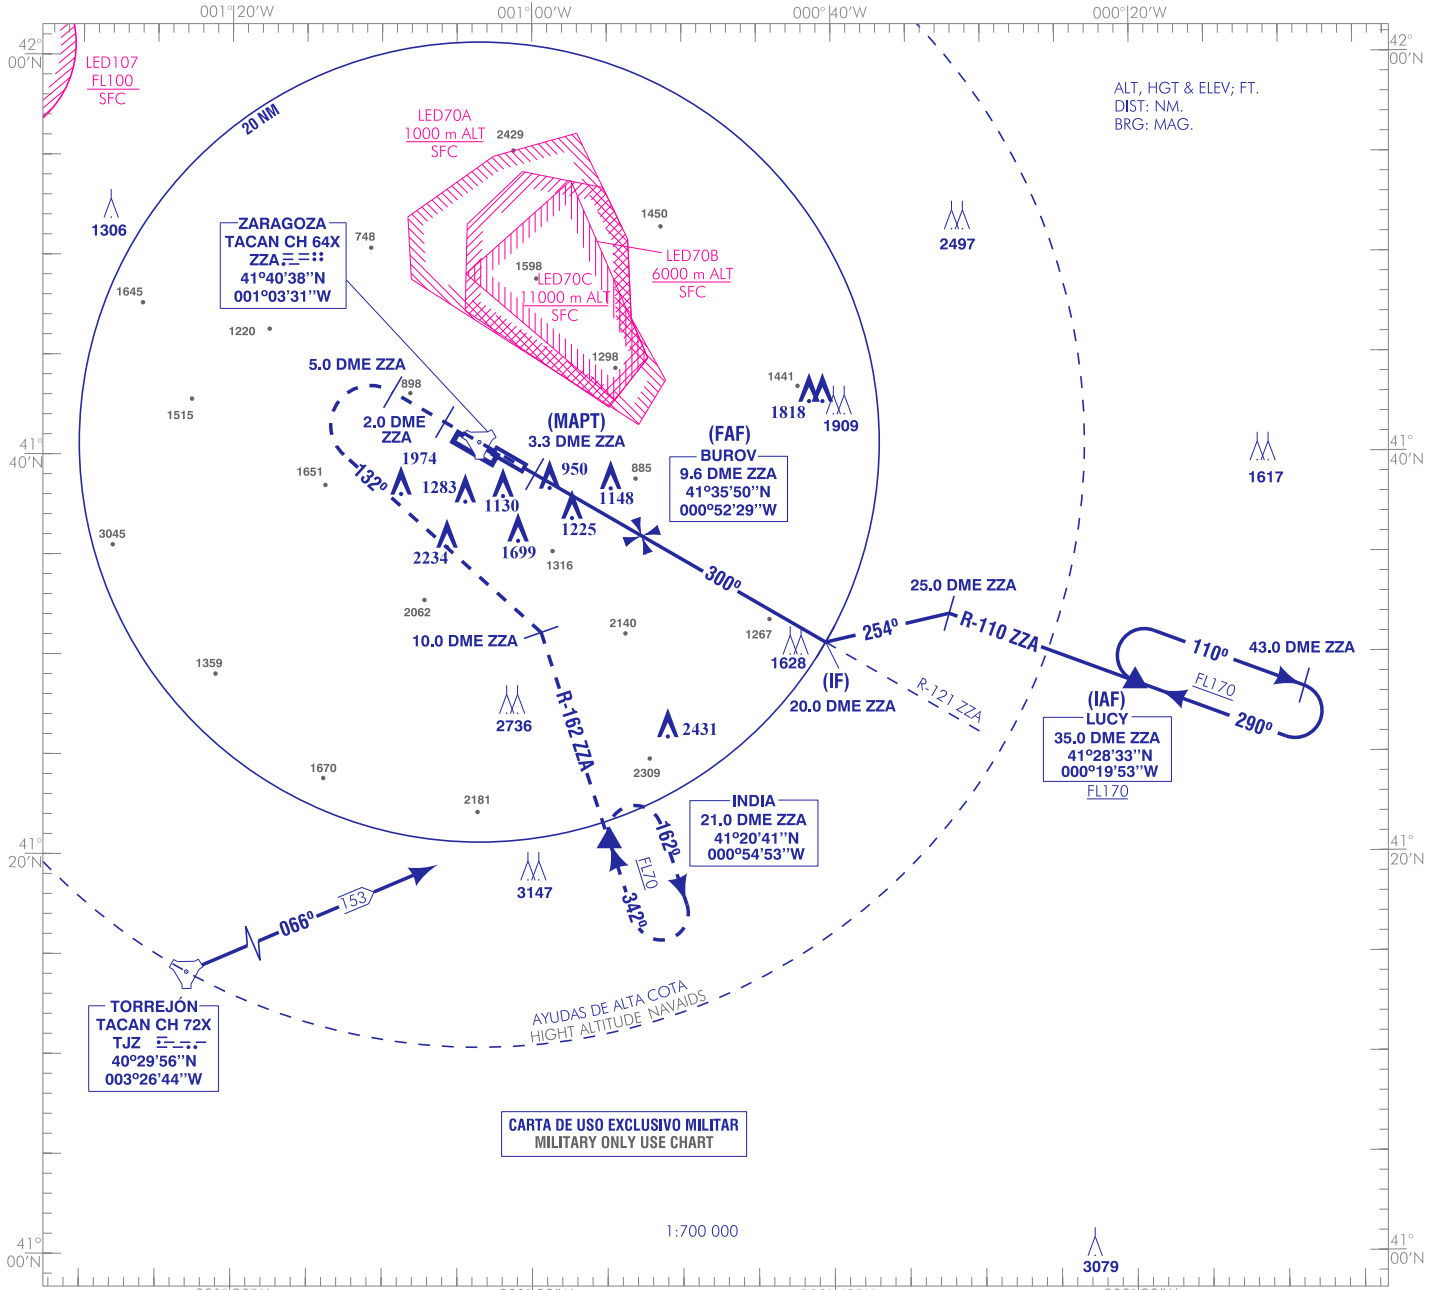 001°20'W
001°00'W
000°40'W
000°20'W
42°
00'N
42°
00'N
LED107
FL100
SFC
ALT, HGT & ELEV; FT.
DIST: NM.
BRG: MAG.
20 NM
LED70A
1000 m ALT
SFC
2429
1306
ZARAGOZA
TACAN CH 64X
ZZA
41°40'38''N
001°03'31''W
748
1450
2497
LED70B
6000 m ALT
SFC
1598
LED70C
11000 m ALT
SFC
1645
1220
1298
5.0 DME ZZA
898
1441
1818
1909
1515
2.0 DME
ZZA
(MAPT)
3.3 DME ZZA
(FAF)
BUROV
9.6 DME ZZA
41°35'50''N
000°52'29''W
41°
40'N
41°
40'N
1974
132º
1283
1130
950
1148
885
1225
1651
1617
3045
2234
1699
1316
300º
2062
2140
1267
25.0 DME ZZA
254º
R-110 ZZA
10.0 DME ZZA
1628
110º
43.0 DME ZZA
FL170
290º
1359
(IF)
20.0 DME ZZA
R-121 ZZA
(IAF)
LUCY
35.0 DME ZZA
41°28'33''N
000°19'53''W
FL170
2736
R-162 ZZA
2431
2309
1670
2181
INDIA
21.0 DME ZZA
41°20'41''N
000°54'53''W
162º
FL70
342º
41°
20'N
41°
20'N
3147
066º
153
TORREJÓN
TACAN CH 72X
TJZ
40°29'56''N
003°26'44''W
AYUDAS DE ALTA COTA
HIGHT ALTITUDE NAVAIDS
CARTA DE USO EXCLUSIVO MILITAR
MILITARY ONLY USE CHART
1:700 000
3079
41°
00'N
41°
00'N